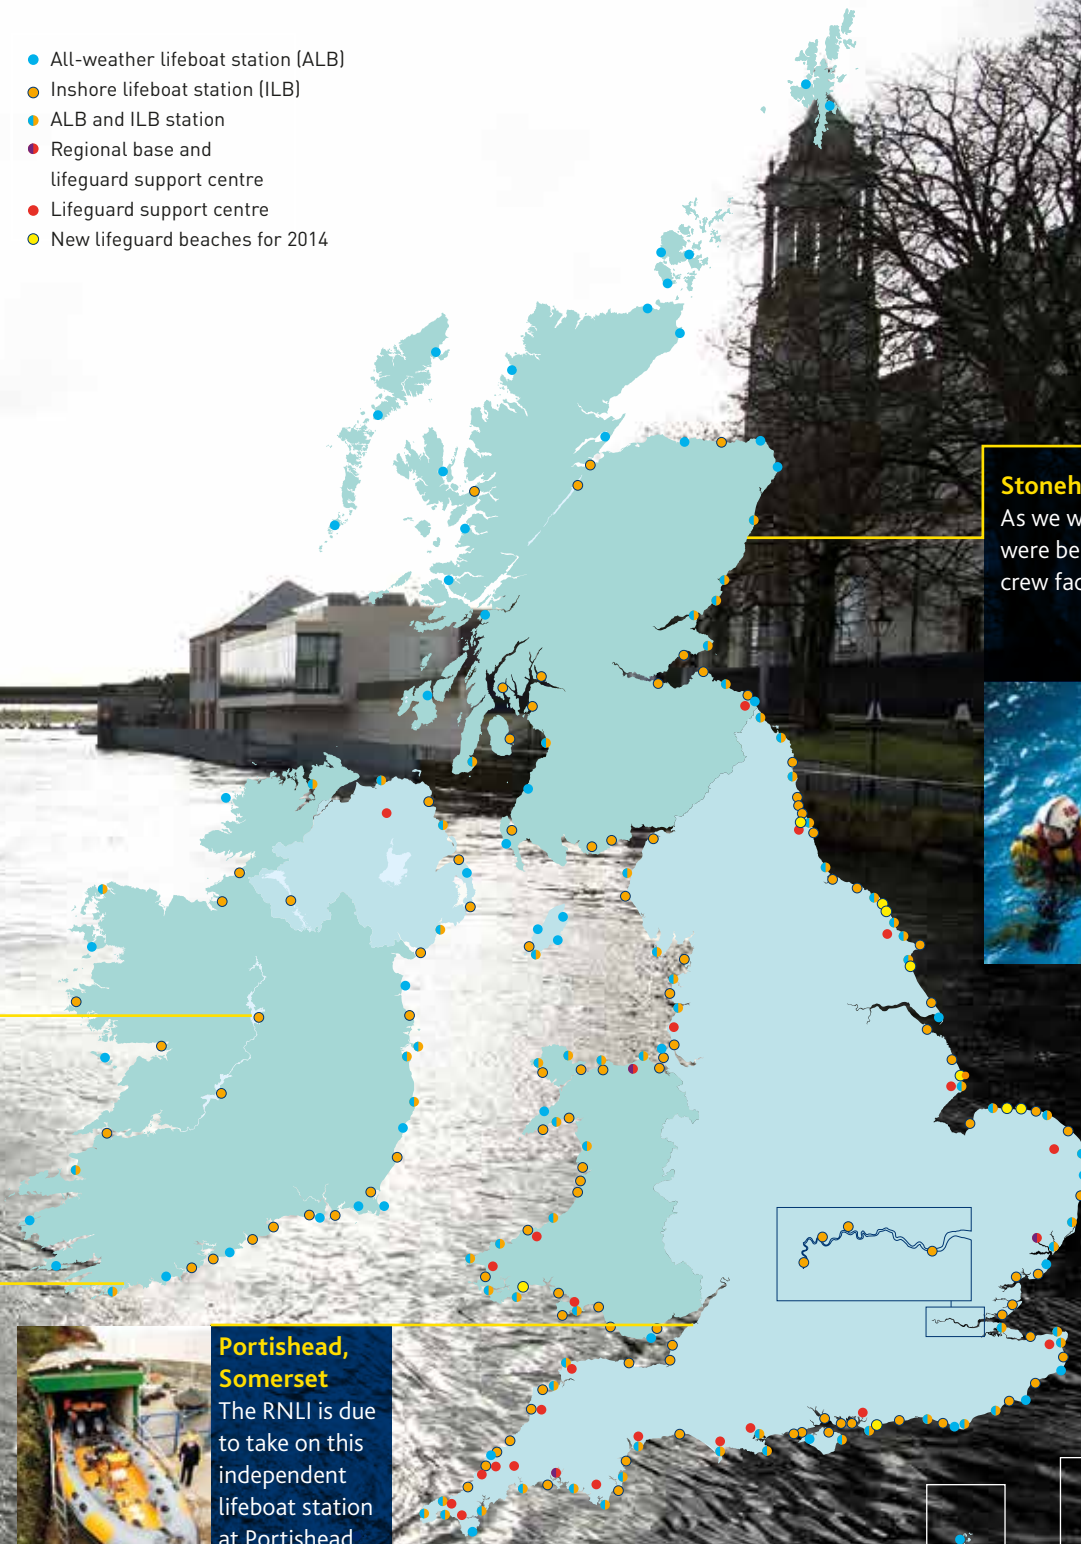 All-weather lifeboat station (ALB)
Inshore lifeboat station (ILB)
ALB and ILB station
Regional base and
lifeguard support centre
Lifeguard support centre
New lifeguard beaches for 2014
Stoneh
As we w
were be
crew fac
Portishead,
Somerset
The RNLI is due
to take on this
independent
lifeboat station
at Portishead